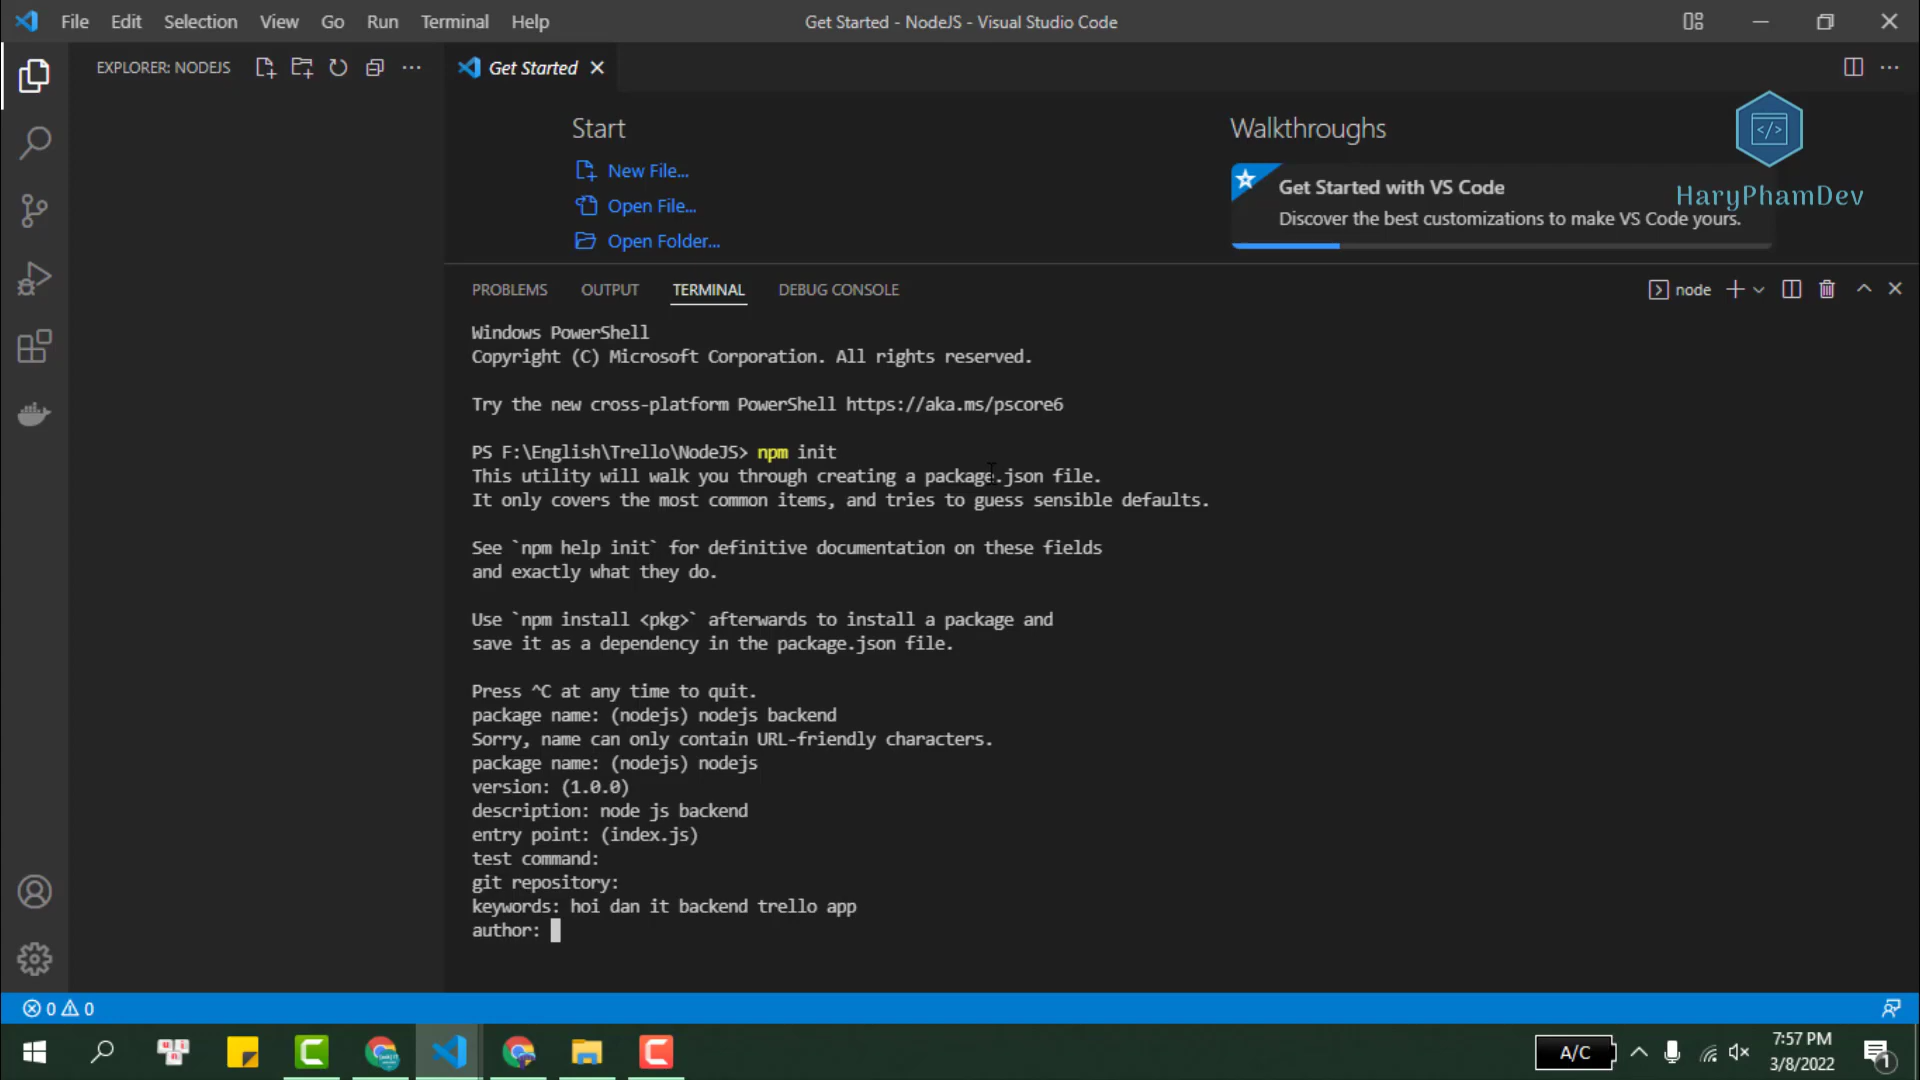 File Edit Selection View Go Run Terminal Help
Get Started - NodeJS - Visual Studio Code
EXPLORER: NODEJS
Get Started
Start
New File...
Open File...
Open Folder...
Walkthroughs
Get Started with VS Code
Discover the best customizations to make VS Code yours.
</>
HaryPhamDev
PROBLEMS OUTPUT TERMINAL DEBUG CONSOLE
node
Windows PowerShell
Copyright (C) Microsoft Corporation. All rights reserved.
Try the new cross-platform PowerShell https://aka.ms/pscore6
PS F:\English\Trello\NodeJS> npm init
This utility will walk you through creating a package.json file.
It only covers the most common items, and tries to guess sensible defaults.
See `npm help init` for definitive documentation on these fields
and exactly what they do.
Use `npm install <pkg>` afterwards to install a package and
save it as a dependency in the package.json file.
Press ^C at any time to quit.
package name: (nodejs) nodejs backend
Sorry, name can only contain URL-friendly characters.
package name: (nodejs) nodejs
version: (1.0.0)
description: node js backend
entry point: (index.js)
test command:
git repository:
keywords: hoi dan it backend trello app
author:
0 0
A/C
7:57 PM
3/8/2022
1